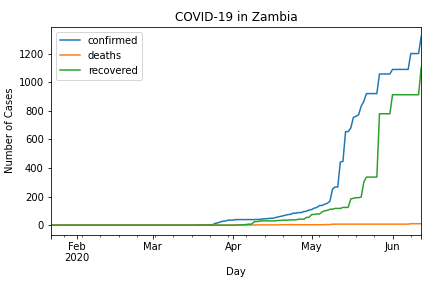 COVID-19 in Zambia
confirmed
deaths
recovered
Number of Cases
1200
1000
800
600
400
200
0
Feb
2020
Mar
Apr
May
Jun
Day